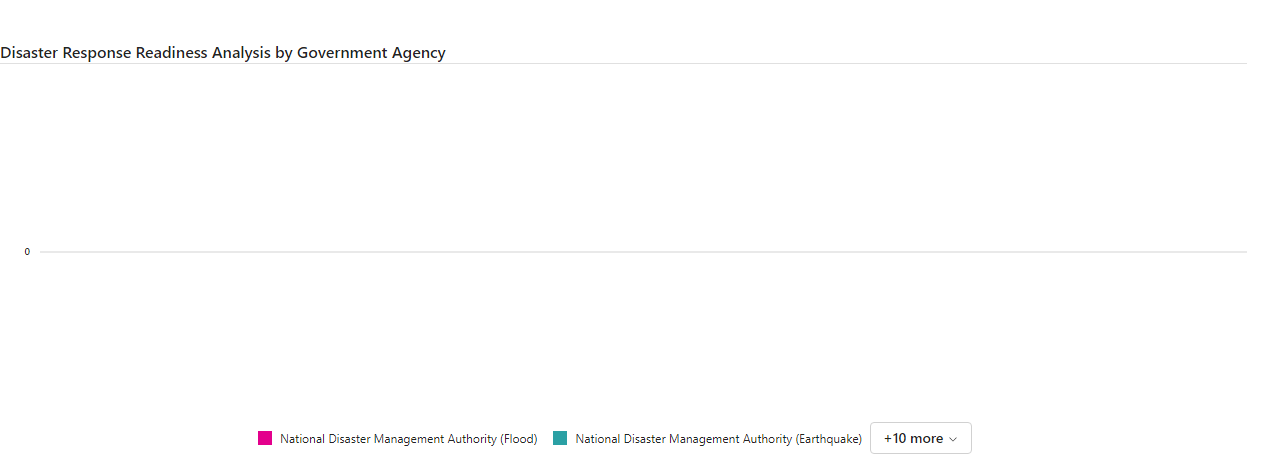 Disaster Response Readiness Analysis by Government Agency
0
National Disaster Management Authority (Flood) National Disaster Management Authority (Earthquake) +10 more